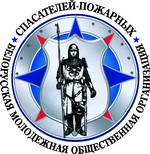 БЕЛОРУССКАЯ МОЛОДЕЖНАЯ ОБЩЕСТВЕННАЯ ОРГАНИЗАЦИЯ
СПАСАТЕЛЕЙ-ПОЖАРНЫХ